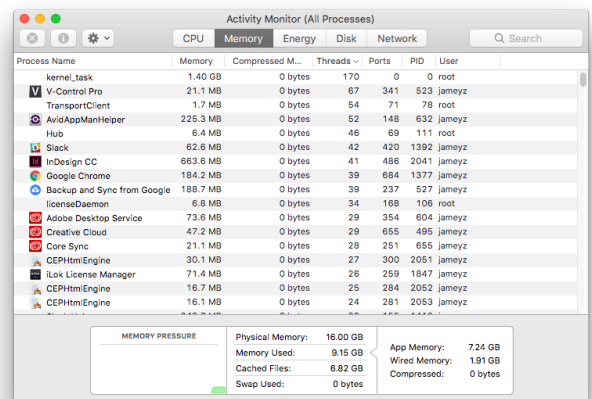 Activity Monitor (All Processes)
CPU Memory Energy Disk Network Search
Process Name Memory Compressed M... Threads Ports PID User
kernel_task 1.40 GB 0 bytes 170 0 0 root
V-Control Pro 21.1 MB 0 bytes 67 341 523 jameyz
TransportClient 1.7 MB 0 bytes 54 71 78 root
AvidAppManHelper 225.3 MB 0 bytes 52 148 632 jameyz
Hub 6.4 MB 0 bytes 46 69 111 root
Slack 62.6 MB 0 bytes 42 420 1392 jameyz
InDesign CC 663.6 MB 0 bytes 41 486 2041 jameyz
Google Chrome 184.2 MB 0 bytes 39 684 1377 jameyz
Backup and Sync from Google 188.7 MB 0 bytes 39 237 527 jameyz
licenseDaemon 6.8 MB 0 bytes 34 168 106 root
Adobe Desktop Service 73.6 MB 0 bytes 29 354 604 jameyz
Creative Cloud 47.2 MB 0 bytes 29 655 495 jameyz
Core Sync 21.1 MB 0 bytes 28 251 655 jameyz
CEPHtmlEngine 30.1 MB 0 bytes 27 300 2051 jameyz
iLok License Manager 71.4 MB 0 bytes 26 259 1847 jameyz
CEPHtmlEngine 16.7 MB 0 bytes 25 284 2052 jameyz
CEPHtmlEngine 16.1 MB 0 bytes 24 281 2053 jameyz
MEMORY PRESSURE
Physical Memory: 16.00 GB
Memory Used: 9.15 GB
Cached Files: 6.82 GB
Swap Used: 0 bytes
App Memory: 7.24 GB
Wired Memory: 1.91 GB
Compressed: 0 bytes